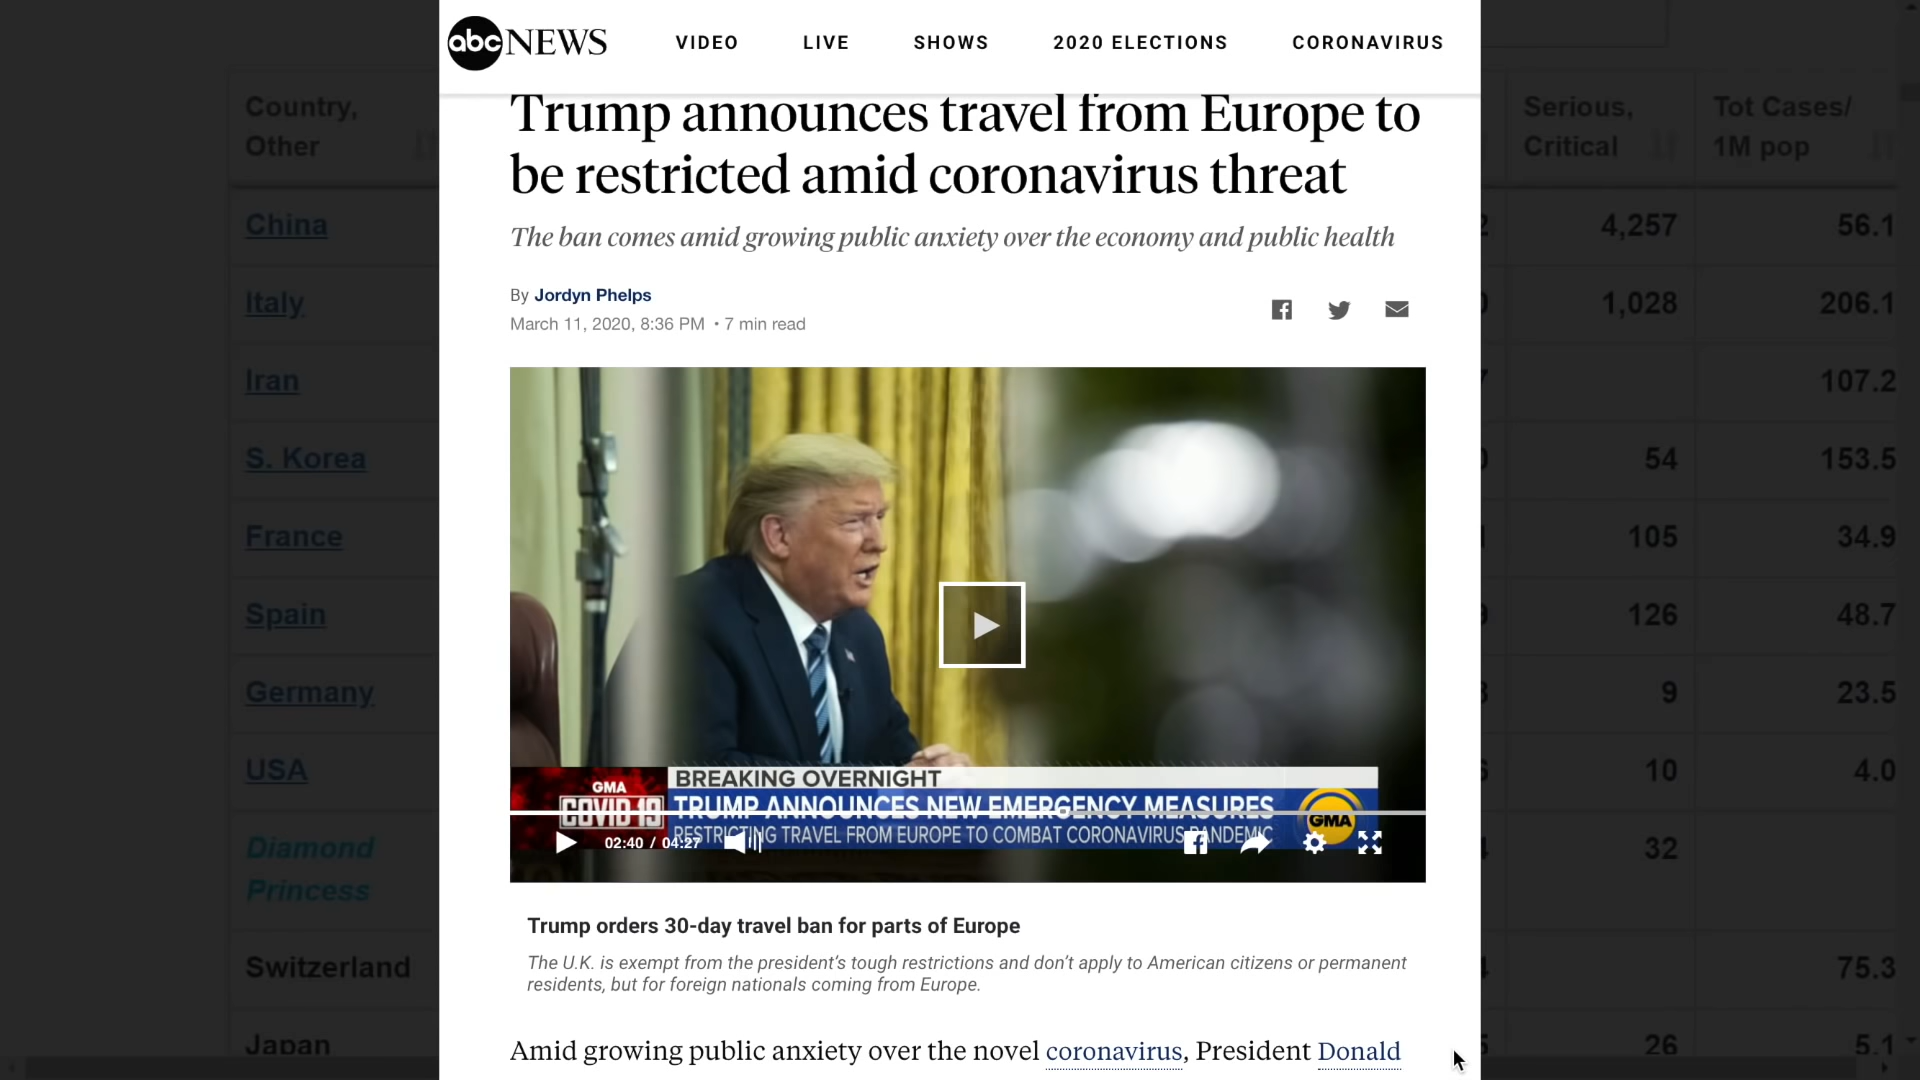 abc NEWS
VIDEO
LIVE
SHOWS
2020 ELECTIONS
CORONAVIRUS
Trump announces travel from Europe to
be restricted amid coronavirus threat
The ban comes amid growing public anxiety over the economy and public health
By Jordyn Phelps
March 11, 2020, 8:36 PM • 7 min read
BREAKING OVERNIGHT
GMA
COVID 19
TRUMP ANNOUNCES NEW EMERGENCY MEASURES
RESTRICTING TRAVEL FROM EUROPE TO COMBAT CORONAVIRUS PANDEMIC
GMA
02:40 / 04:27
Trump orders 30-day travel ban for parts of Europe
The U.K. is exempt from the president's tough restrictions and don't apply to American citizens or permanent
residents, but for foreign nationals coming from Europe.
Amid growing public anxiety over the novel coronavirus, President Donald
Country,
Other
Serious,
Critical
Tot Cases/
1M pop
China 4,257 56.1
Italy 1,028 206.1
Iran 107.2
S. Korea 54 153.5
France 105 34.9
Spain 126 48.7
Germany 9 23.5
USA 10 4.0
Diamond
Princess 32
Switzerland 75.3
Japan 26 5.1